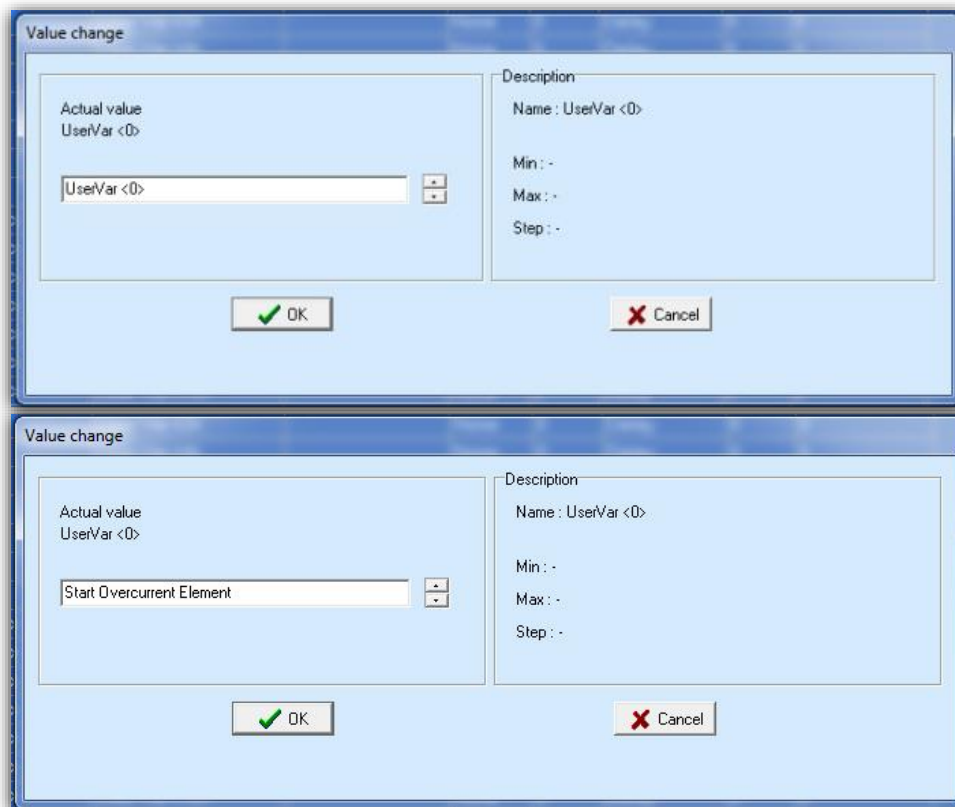 Value change
Actual value
UserVar <0>
UserVar <0>
Description
Name : UserVar <0>
Min : -
Max : -
Step : -
OK
Cancel
Value change
Actual value
UserVar <0>
Start Overcurrent Element
Description
Name : UserVar <0>
Min : -
Max : -
Step : -
OK
Cancel